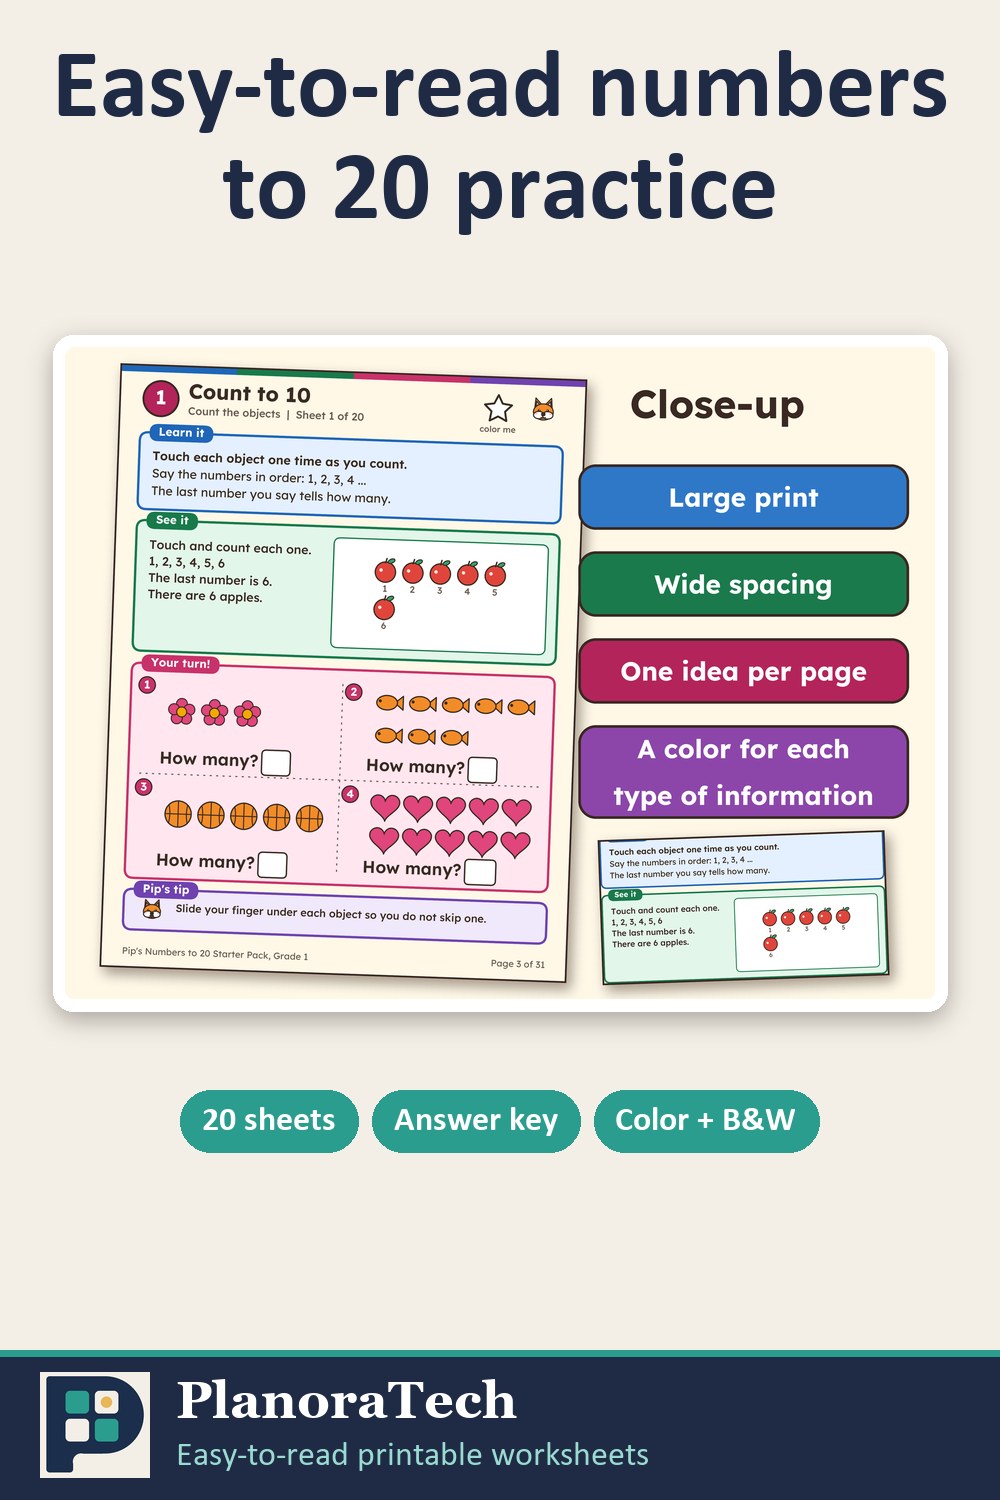 Easy-to-read numbers
to 20 practice
1
Count to 10
Count the objects | Sheet 1 of 20
color me
Learn it
Touch each object one time as you count.
Say the numbers in order: 1, 2, 3, 4 ...
The last number you say tells how many.
See it
Touch and count each one.
1, 2, 3, 4, 5, 6
The last number is 6.
There are 6 apples.
1 2 3 4 5
6
Your turn!
1
How many?
2
How many?
3
How many?
4
How many?
Pip's tip
Slide your finger under each object so you do not skip one.
Pip's Numbers to 20 Starter Pack, Grade 1
Page 3 of 31
Close-up
Large print
Wide spacing
One idea per page
A color for each
type of information
Touch each object one time as you count.
Say the numbers in order: 1, 2, 3, 4 ...
The last number you say tells how many.
See it
Touch and count each one.
1, 2, 3, 4, 5, 6
The last number is 6.
There are 6 apples.
1 2 3 4 5
6
20 sheets
Answer key
Color + B&W
PlanoraTech
Easy-to-read printable worksheets